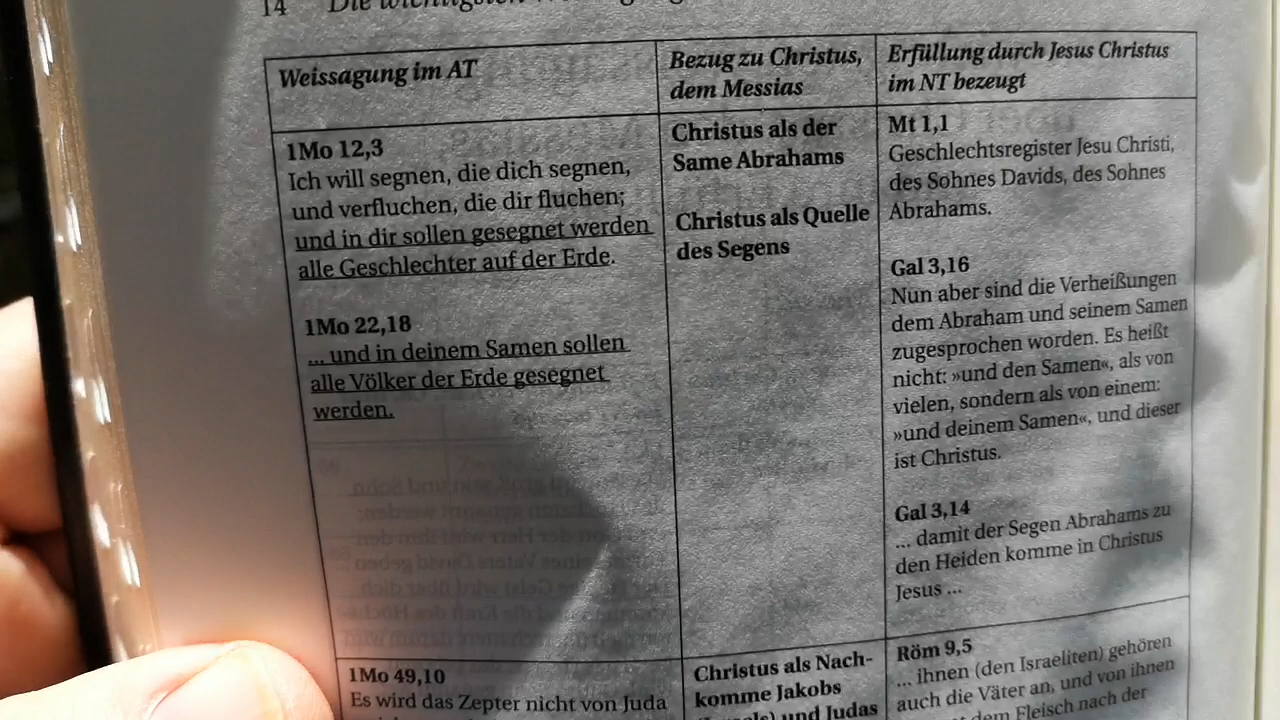 14 Die wichtigsten
Weissagung im AT
Bezug zu Christus,
dem Messias
Erfüllung durch Jesus Christus
im NT bezeugt
1Mo 12,3
Ich will segnen, die dich segnen,
und verfluchen, die dir fluchen;
und in dir sollen gesegnet werden
alle Geschlechter auf der Erde.
1Mo 22,18
... und in deinem Samen sollen
alle Völker der Erde gesegnet
werden.
Christus als der
Same Abrahams
Christus als Quelle
des Segens
Mt 1,1
Geschlechtsregister Jesu Christi,
des Sohnes Davids, des Sohnes
Abrahams.
Gal 3,16
Nun aber sind die Verheißungen
dem Abraham und seinem Samen
zugesprochen worden. Es heißt
nicht: »und den Samen«, als von
vielen, sondern als von einem:
»und deinem Samen«, und dieser
ist Christus.
Gal 3,14
... damit der Segen Abrahams zu
den Heiden komme in Christus
Jesus ...
1Mo 49,10
Es wird das Zepter nicht von Juda
Christus als Nach-
komme Jakobs
und Judas
Röm 9,5
... ihnen (den Israeliten) gehören
auch die Väter an, und von ihnen
dem Fleisch nach der